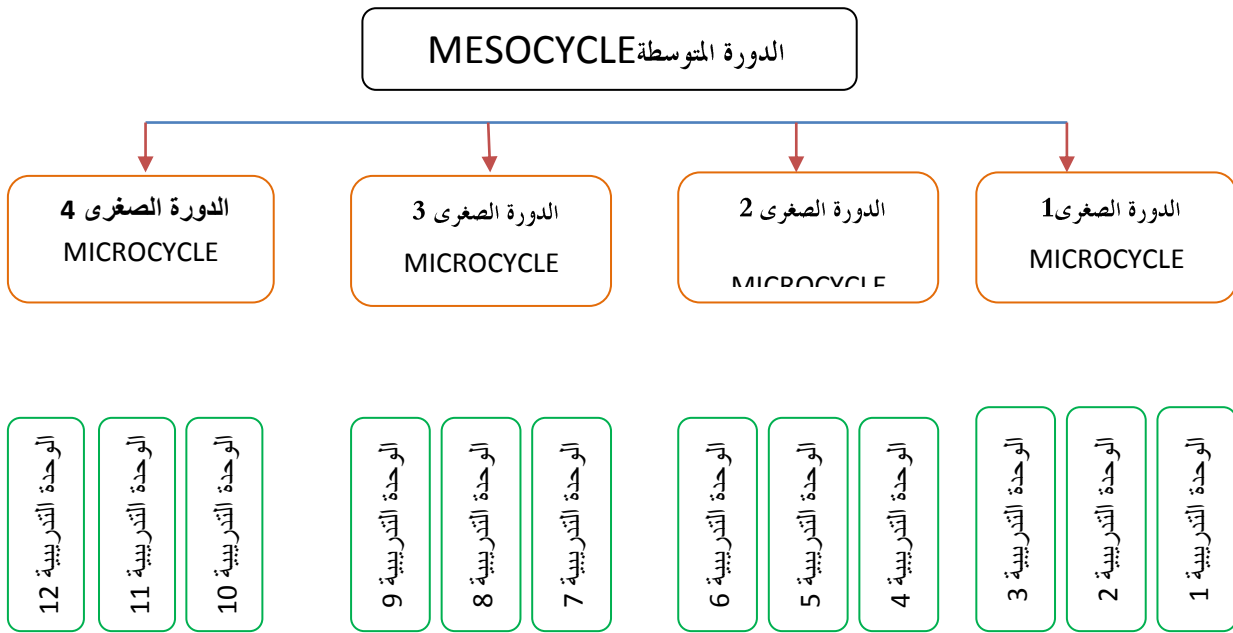 الدورة المتوسطةMESOCYCLE
الدورة الصغرى1
MICROCYCLE
الدورة الصغرى 2
MICROCYCLE
الدورة الصغرى 3
MICROCYCLE
الدورة الصغرى 4
MICROCYCLE
الوحدة التدريبية 1
الوحدة التدريبية 2
الوحدة التدريبية 3
الوحدة التدريبية 4
الوحدة التدريبية 5
الوحدة التدريبية 6
الوحدة التدريبية 7
الوحدة التدريبية 8
الوحدة التدريبية 9
الوحدة التدريبية 10
الوحدة التدريبية 11
الوحدة التدريبية 12